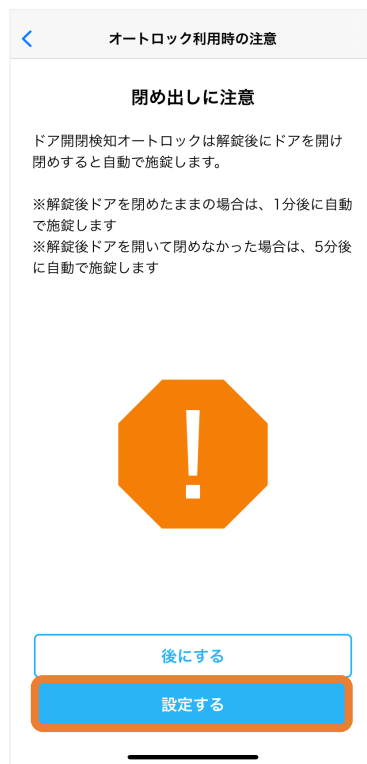 オートロック利用時の注意
閉め出しに注意
ドア開閉検知オートロックは解錠後にドアを開け
閉めすると自動で施錠します。
※解錠後ドアを閉めたままの場合は、1分後に自動
で施錠します
※解錠後ドアを開いて閉めなかった場合は、5分後
に自動で施錠します
後にする
設定する